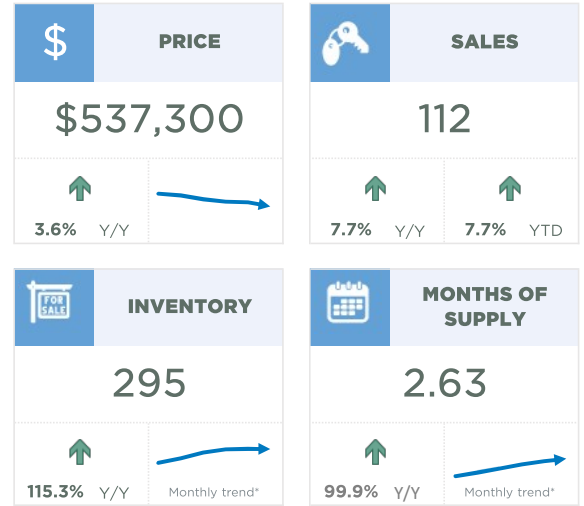 $
PRICE
$537,300
3.6% Y/Y
SALES
112
7.7% Y/Y
7.7% YTD
FOR
SALE
INVENTORY
295
115.3% Y/Y
Monthly trend*
MONTHS OF
SUPPLY
2.63
99.9% Y/Y
Monthly trend*